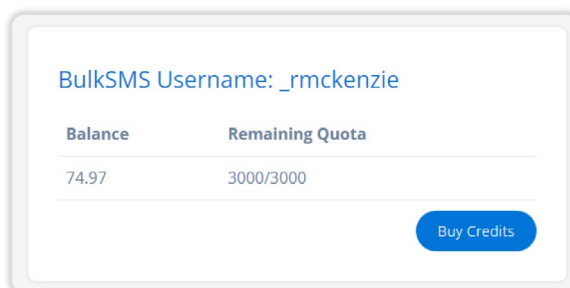 BulkSMS Username: _rmckenzie
Balance Remaining Quota
74.97 3000/3000
Buy Credits